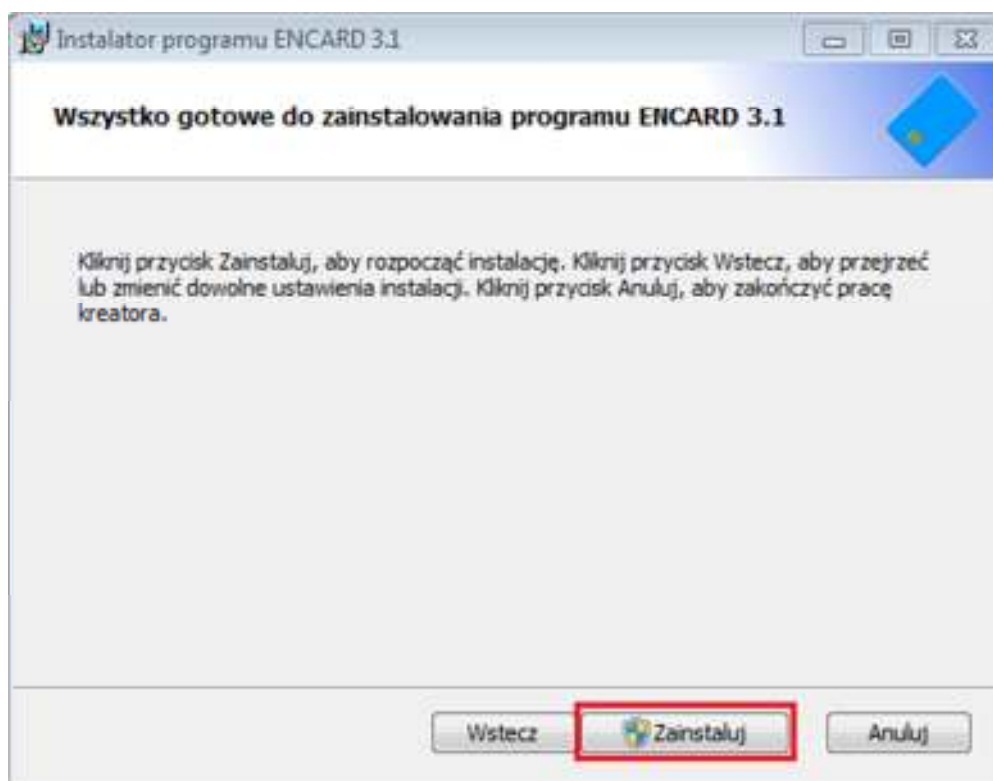 Instalator programu ENCARD 3.1
Wszystko gotowe do zainstalowania programu ENCARD 3.1
Kliknij przycisk Zainstaluj, aby rozpocząć instalację. Kliknij przycisk Wstecz, aby przejrzeć
lub zmienić dowolne ustawienia instalacji. Kliknij przycisk Anuluj, aby zakończyć pracę
kreatora.
Wstecz Zainstaluj Anuluj